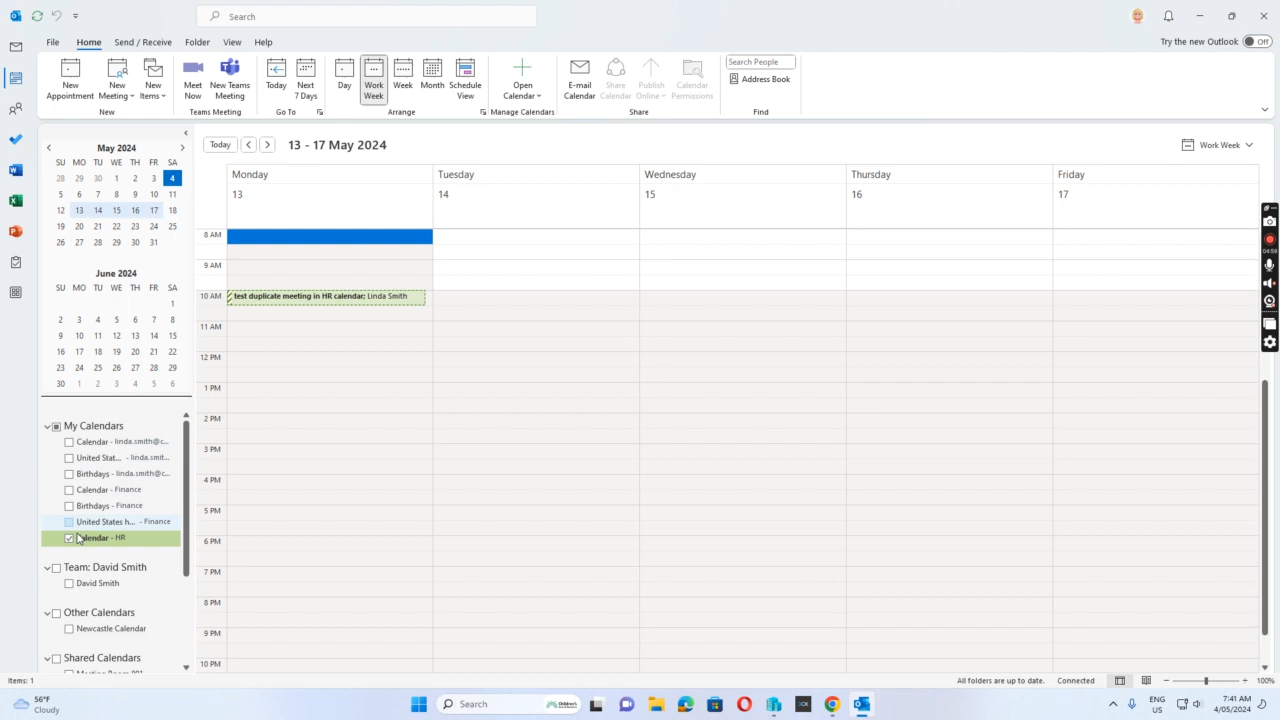 Search
File Home Send / Receive Folder View Help
Try the new Outlook Off
New Appointment
New Meeting
New Items
Meet Now
New Teams Meeting
Today
Next 7 Days
Day
Work Week
Week
Month
Schedule View
Open Calendar
E-mail Calendar
Share Calendar
Publish Online
Calendar Permissions
Search People
Address Book
New Teams Meeting Go To Arrange Manage Calendars Share Find
May 2024
SU MO TU WE TH FR SA
28 29 30 1 2 3 4
5 6 7 8 9 10 11
12 13 14 15 16 17 18
19 20 21 22 23 24 25
26 27 28 29 30 31
June 2024
SU MO TU WE TH FR SA
1
2 3 4 5 6 7 8
9 10 11 12 13 14 15
16 17 18 19 20 21 22
23 24 25 26 27 28 29
30 1 2 3 4 5 6
My Calendars
Calendar - linda.smith@c...
United Stat... - linda.smit...
Birthdays - linda.smith@c...
Calendar - Finance
Birthdays - Finance
United States h... - Finance
Calendar - HR
Team: David Smith
David Smith
Other Calendars
Newcastle Calendar
Shared Calendars
Today 13 - 17 May 2024 Work Week
Monday Tuesday Wednesday Thursday Friday
13 14 15 16 17
8 AM
9 AM
10 AM test duplicate meeting in HR calendar; Linda Smith
11 AM
12 PM
1 PM
2 PM
3 PM
4 PM
5 PM
6 PM
7 PM
8 PM
9 PM
10 PM
04:59
Items: 1 All folders are up to date. Connected 100%
56°F
Cloudy
Search
ENG
US
7:41 AM
4/05/2024